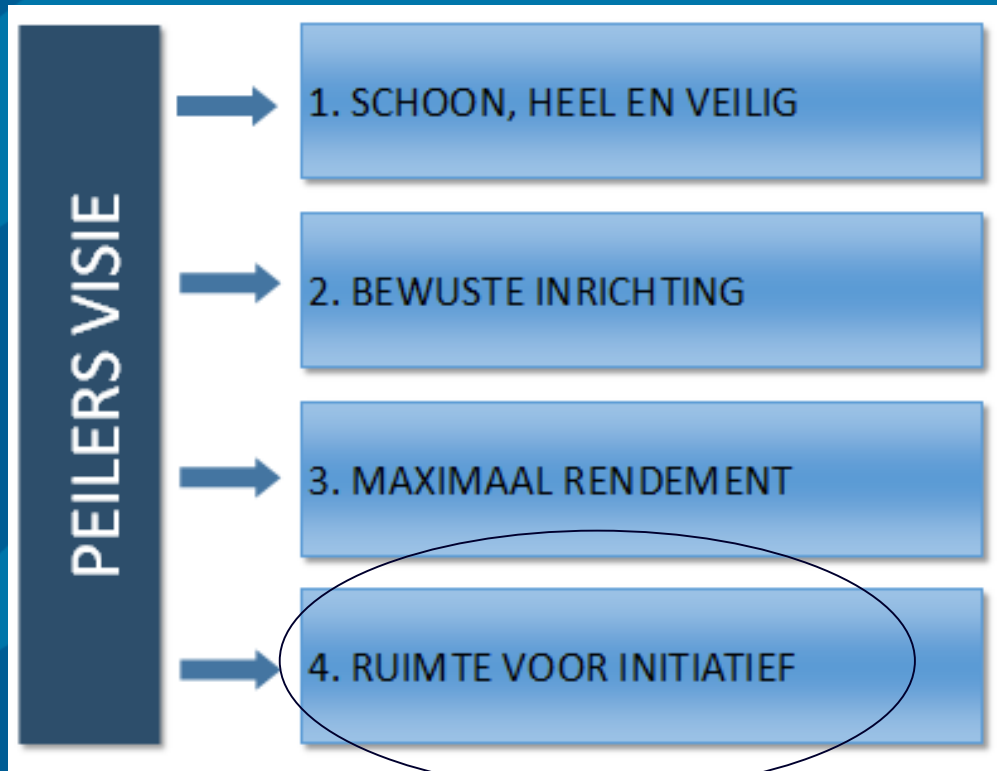 PEILERS VISIE
1. SCHOON, HEEL EN VEILIG
2. BEWUSTE INRICHTING
3. MAXIMAAL RENDEMENT
4. RUIMTE VOOR INITIATIEF